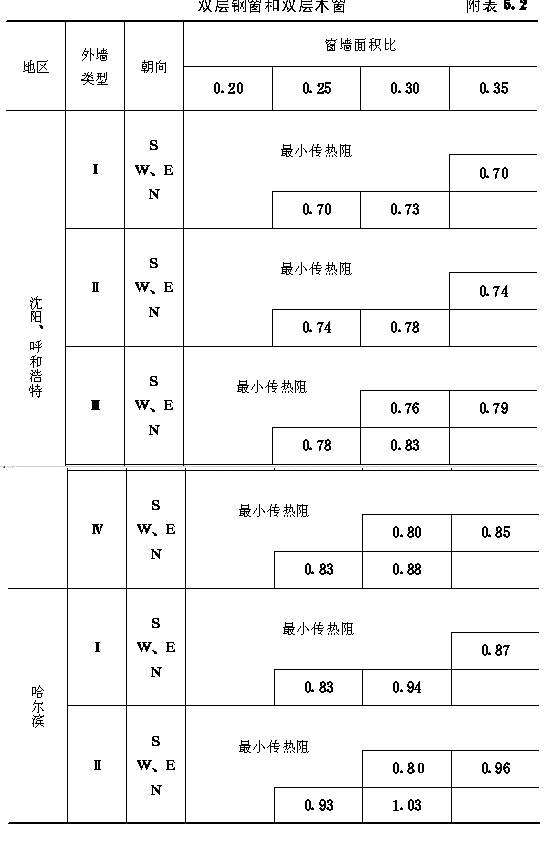 双层钢窗和双层木窗 附表 5.2
地区 外墙类型 朝向 窗墙面积比
0.20 0.25 0.30 0.35
沈阳、呼和浩特
Ⅰ
S
W、E
N
最小传热阻
0.70
0.70 0.73
Ⅱ
S
W、E
N
最小传热阻
0.74
0.74 0.78
Ⅲ
S
W、E
N
最小传热阻
0.76 0.79
0.78 0.83
Ⅳ
S
W、E
N
最小传热阻
0.80 0.85
0.83 0.88
哈尔滨
Ⅰ
S
W、E
N
最小传热阻
0.87
0.83 0.94
Ⅱ
S
W、E
N
最小传热阻
0.80 0.96
0.93 1.03